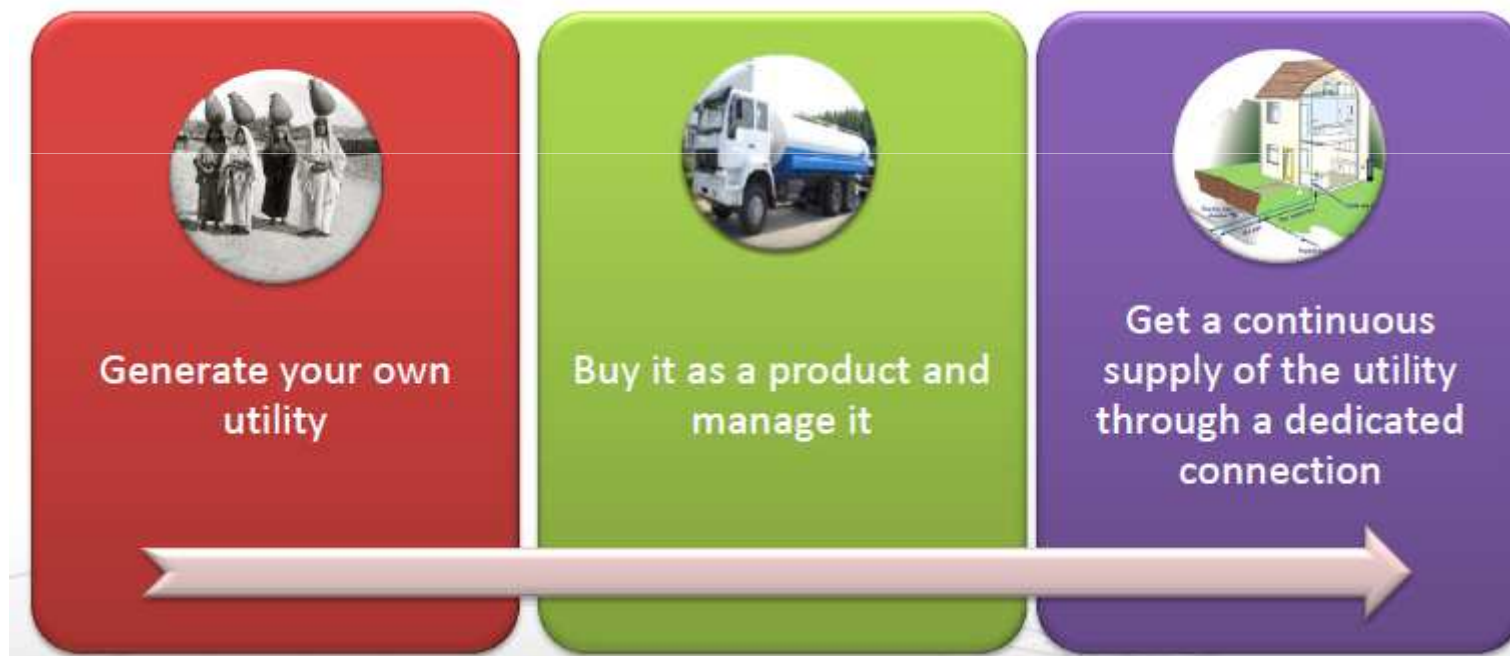 Generate your own
utility
Buy it as a product and
manage it
Get a continuous
supply of the utility
through a dedicated
connection